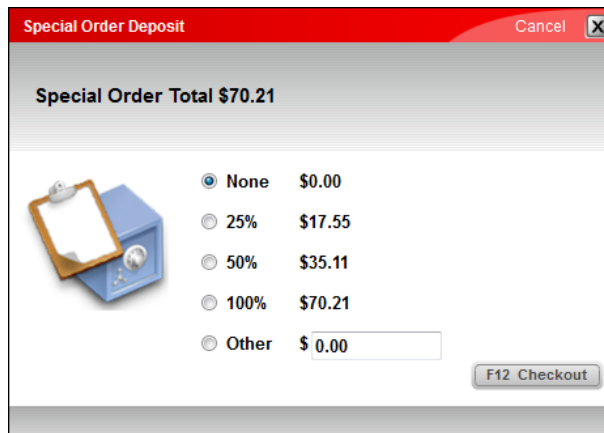 Special Order Deposit Cancel X
Special Order Total $70.21
None $0.00
25% $17.55
50% $35.11
100% $70.21
Other $ 0.00
F12 Checkout